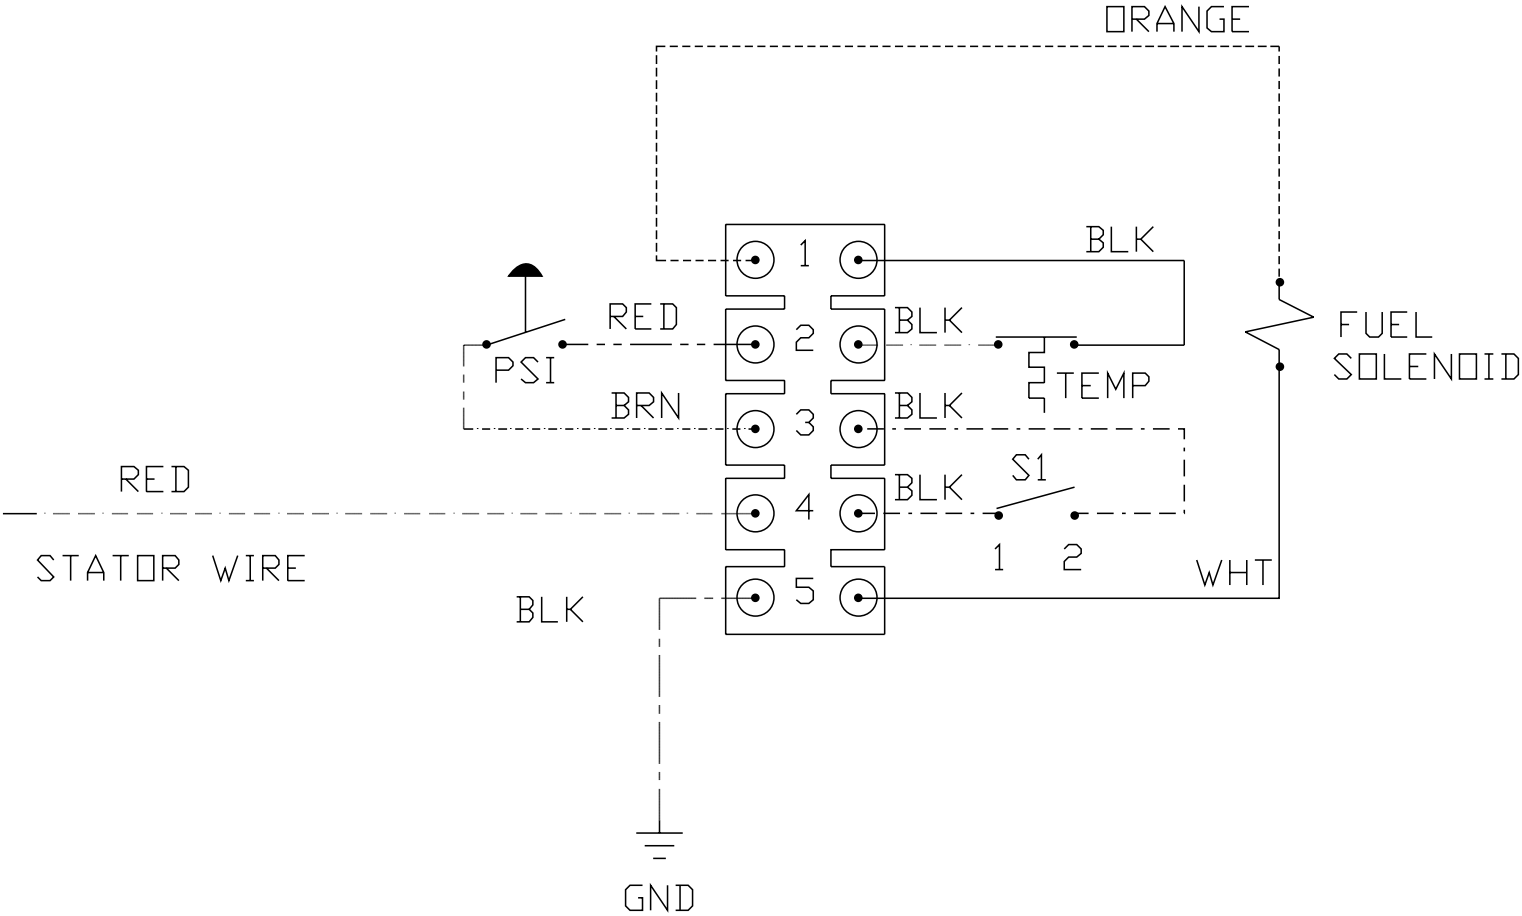 ORANGE
1
BLK
RED
2
BLK
FUEL
SOLENOID
PSI
TEMP
BRN
3
BLK
RED
4
BLK
S1
STATOR WIRE
1 2
WHT
BLK
5
GND